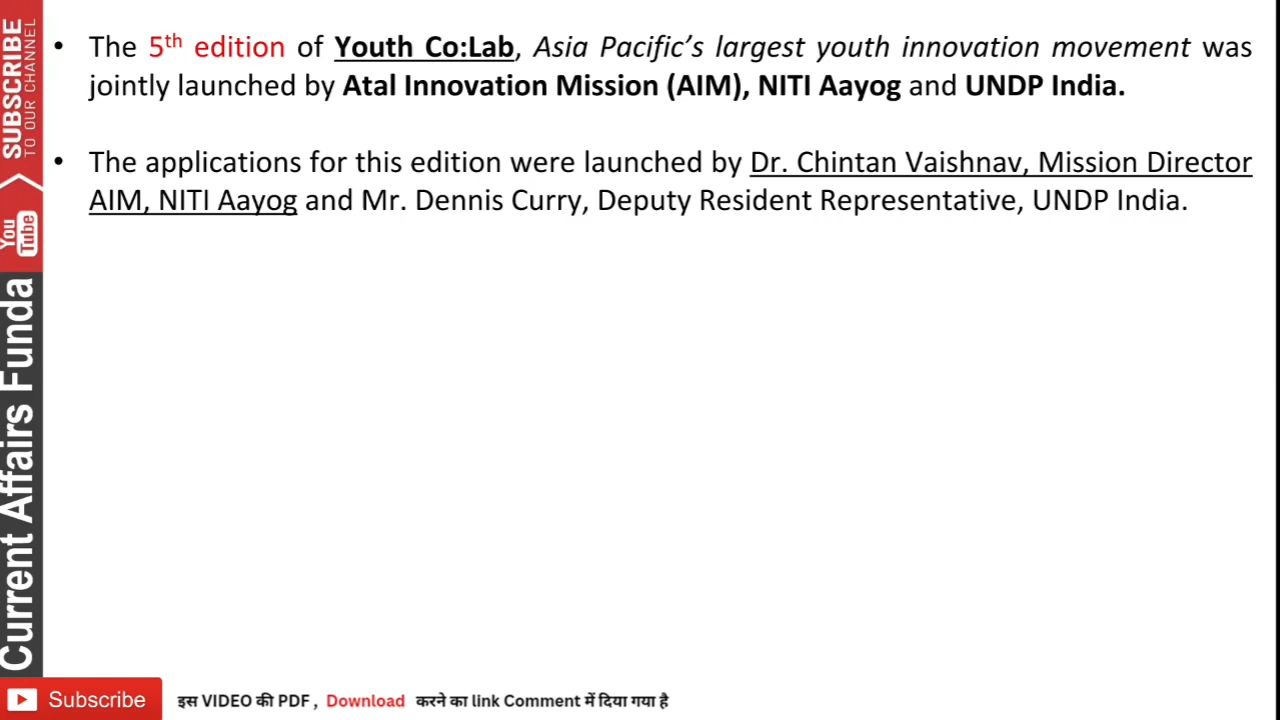 • The 5th edition of Youth Co:Lab, Asia Pacific’s largest youth innovation movement was
jointly launched by Atal Innovation Mission (AIM), NITI Aayog and UNDP India.
• The applications for this edition were launched by Dr. Chintan Vaishnav, Mission Director
AIM, NITI Aayog and Mr. Dennis Curry, Deputy Resident Representative, UNDP India.
SUBSCRIBE
TO OUR CHANNEL
You
Tube
Current Affairs Funda
Subscribe
इस VIDEO की PDF , Download करने का link Comment में दिया गया है